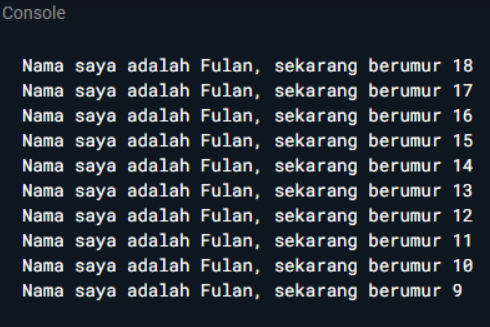 Console
Nama saya adalah Fulan, sekarang berumur 18
Nama saya adalah Fulan, sekarang berumur 17
Nama saya adalah Fulan, sekarang berumur 16
Nama saya adalah Fulan, sekarang berumur 15
Nama saya adalah Fulan, sekarang berumur 14
Nama saya adalah Fulan, sekarang berumur 13
Nama saya adalah Fulan, sekarang berumur 12
Nama saya adalah Fulan, sekarang berumur 11
Nama saya adalah Fulan, sekarang berumur 10
Nama saya adalah Fulan, sekarang berumur 9